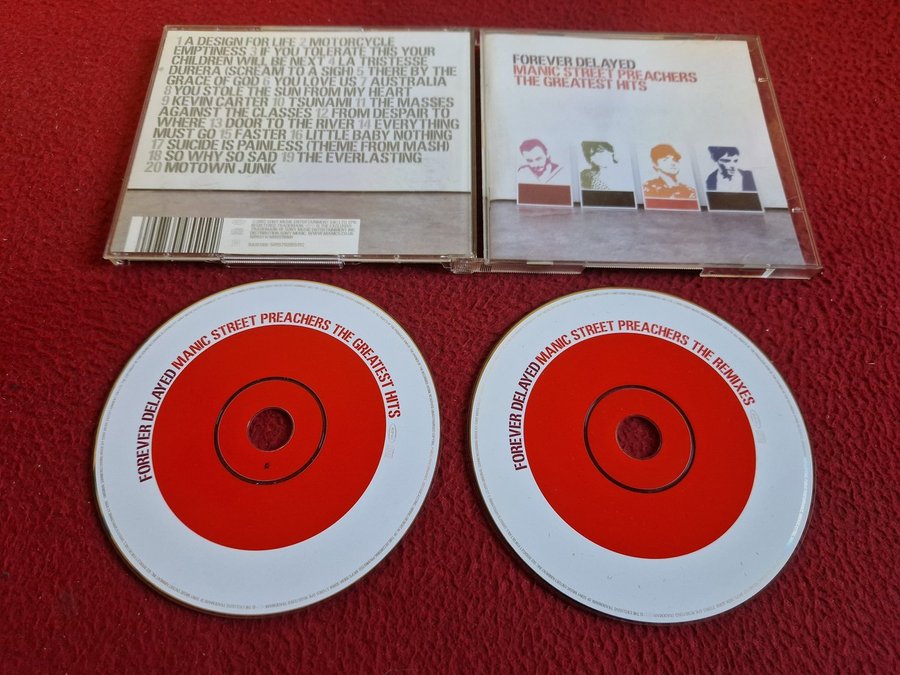 1 A DESIGN FOR LIFE 2 MOTORCYCLE
EMPTINESS 3 IF YOU TOLERATE THIS YOUR
CHILDREN WILL BE NEXT 4 LA TRISTESSE
DURERA (SCREAM TO A SIGH) 5 THERE BY THE
GRACE OF GOD 6 YOU LOVE US 7 AUSTRALIA
8 YOU STOLE THE SUN FROM MY HEART
9 KEVIN CARTER 10 TSUNAMI 11 THE MASSES
AGAINST THE CLASSES 12 FROM DESPAIR TO
WHERE 13 DOOR TO THE RIVER 14 EVERYTHING
MUST GO 15 FASTER 16 LITTLE BABY NOTHING
17 SUICIDE IS PAINLESS (THEME FROM MASH)
18 SO WHY SO SAD 19 THE EVERLASTING
20 MOTOWN JUNK
FOREVER DELAYED
MANIC STREET PREACHERS
THE GREATEST HITS
FOREVER DELAYED MANIC STREET PREACHERS THE GREATEST HITS
FOREVER DELAYED MANIC STREET PREACHERS THE REMIXES